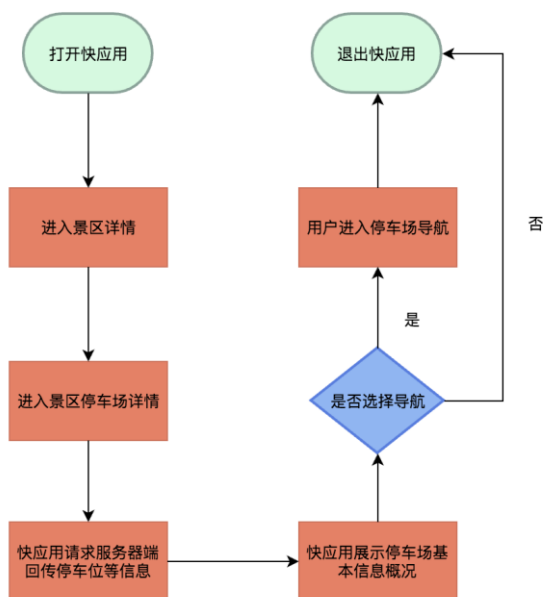 打开快应用
退出快应用
进入景区详情
用户进入停车场导航
否
是
进入景区停车场详情
是否选择导航
快应用请求服务器端
回传停车位等信息
快应用展示停车场基
本信息概况